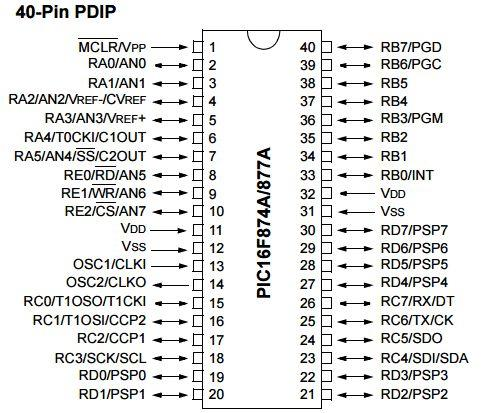 40-Pin PDIP
MCLR/VPP 1 40 RB7/PGD
RA0/AN0 2 39 RB6/PGC
RA1/AN1 3 38 RB5
RA2/AN2/VREF-/CVREF 4 37 RB4
RA3/AN3/VREF+ 5 36 RB3/PGM
RA4/T0CKI/C1OUT 6 35 RB2
RA5/AN4/SS/C2OUT 7 34 RB1
RE0/RD/AN5 8 33 RB0/INT
RE1/WR/AN6 9 32 VDD
RE2/CS/AN7 10 31 VSS
VDD 11 30 RD7/PSP7
VSS 12 29 RD6/PSP6
OSC1/CLKI 13 28 RD5/PSP5
OSC2/CLKO 14 27 RD4/PSP4
RC0/T1OSO/T1CKI 15 26 RC7/RX/DT
RC1/T1OSI/CCP2 16 25 RC6/TX/CK
RC2/CCP1 17 24 RC5/SDO
RC3/SCK/SCL 18 23 RC4/SDI/SDA
RD0/PSP0 19 22 RD3/PSP3
RD1/PSP1 20 21 RD2/PSP2
PIC16F874A/877A